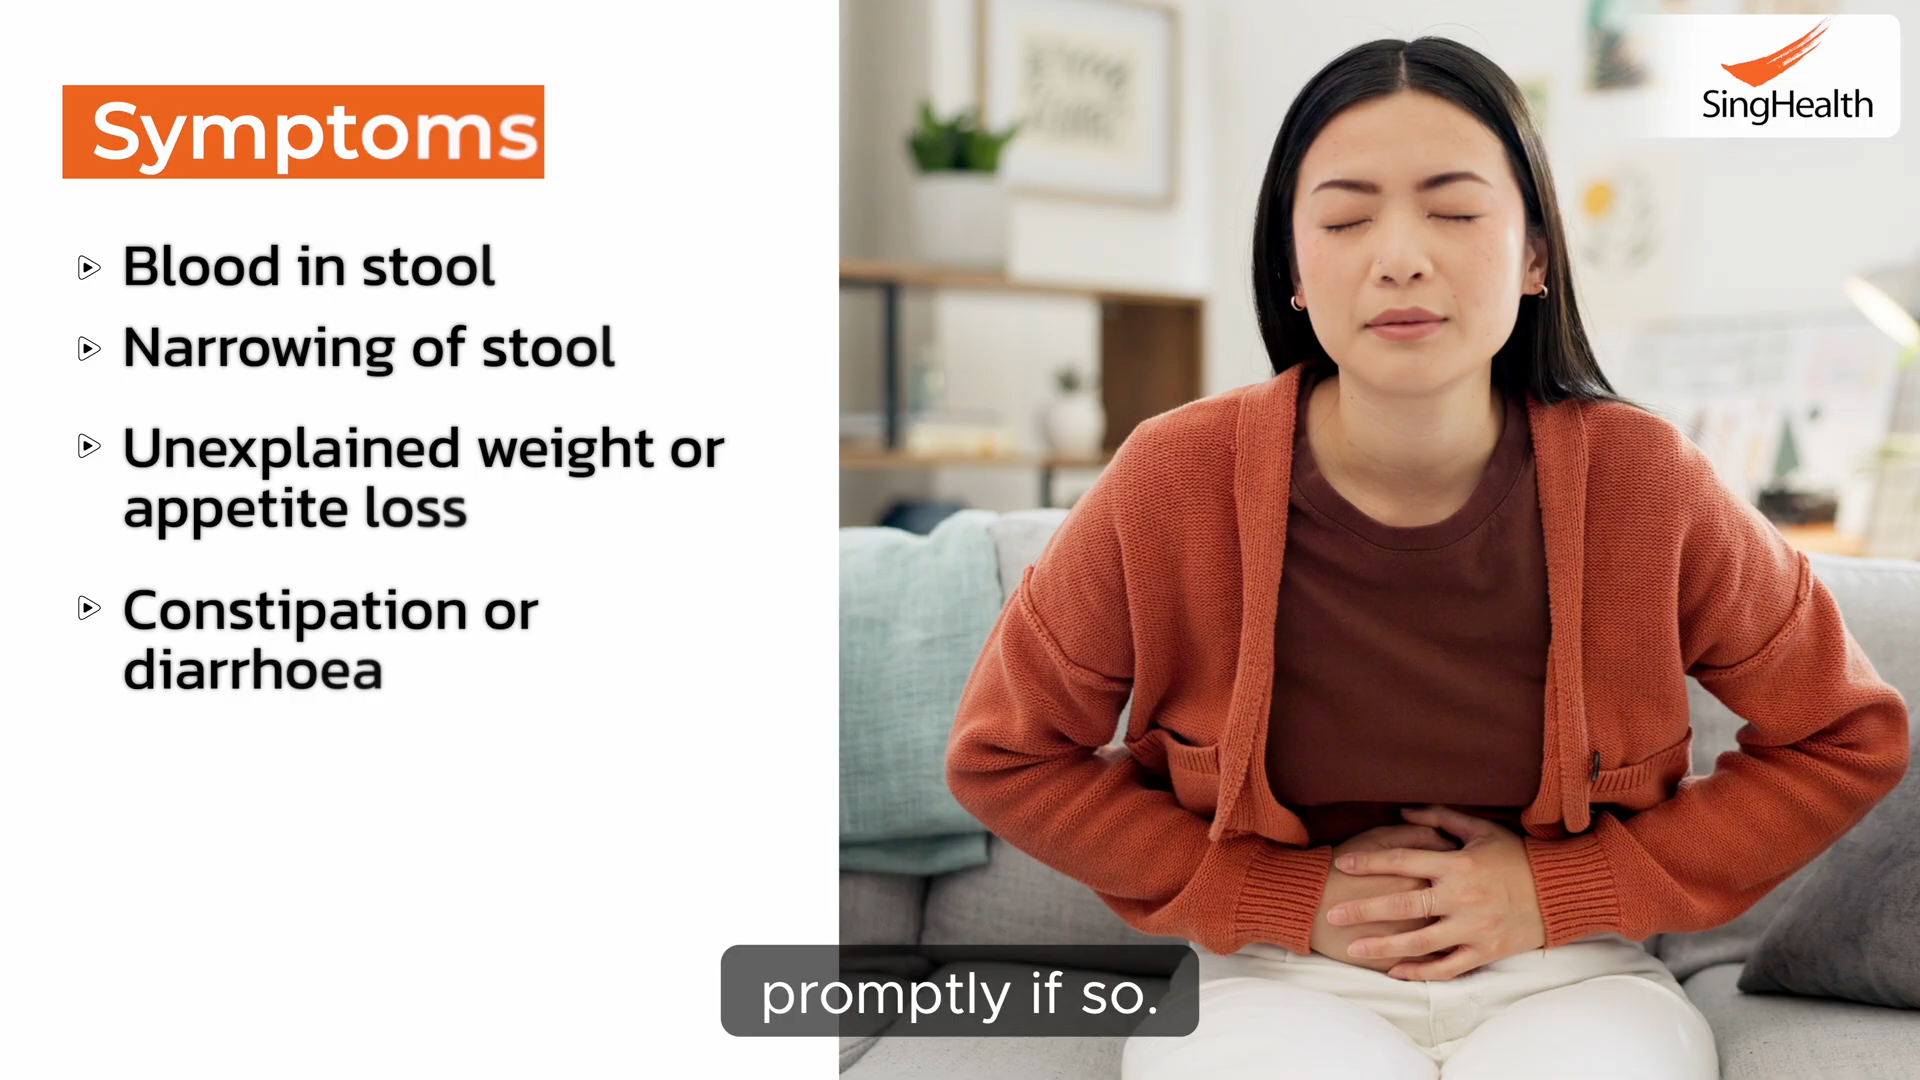 Symptoms
Blood in stool
Narrowing of stool
Unexplained weight or
appetite loss
Constipation or
diarrhoea
SingHealth
promptly if so.